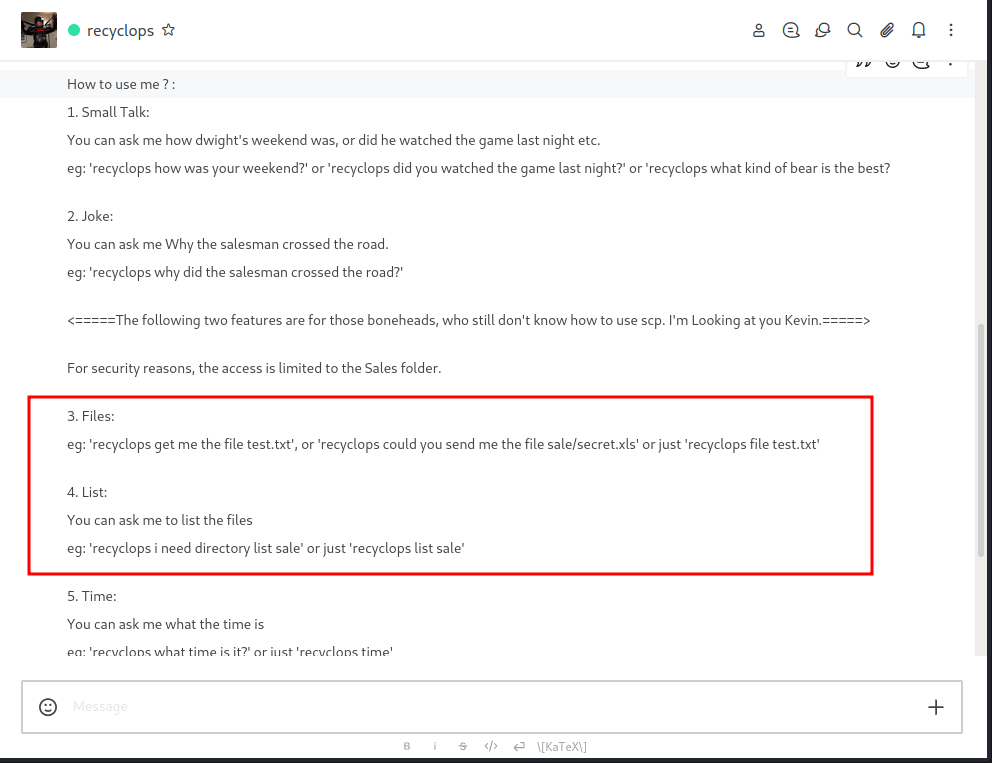 recyclops
How to use me ? :
1. Small Talk:
You can ask me how dwight's weekend was, or did he watched the game last night etc.
eg: 'recyclops how was your weekend?' or 'recyclops did you watched the game last night?' or 'recyclops what kind of bear is the best?
2. Joke:
You can ask me Why the salesman crossed the road.
eg: 'recyclops why did the salesman crossed the road?'
<=====The following two features are for those boneheads, who still don't know how to use scp. I'm Looking at you Kevin.=====>
For security reasons, the access is limited to the Sales folder.
3. Files:
eg: 'recyclops get me the file test.txt', or 'recyclops could you send me the file sale/secret.xls' or just 'recyclops file test.txt'
4. List:
You can ask me to list the files
eg: 'recyclops i need directory list sale' or just 'recyclops list sale'
5. Time:
You can ask me what the time is
eg: 'recyclops what time is it?' or just 'recyclops time'
Message
B i S </> \[KaTeX\]